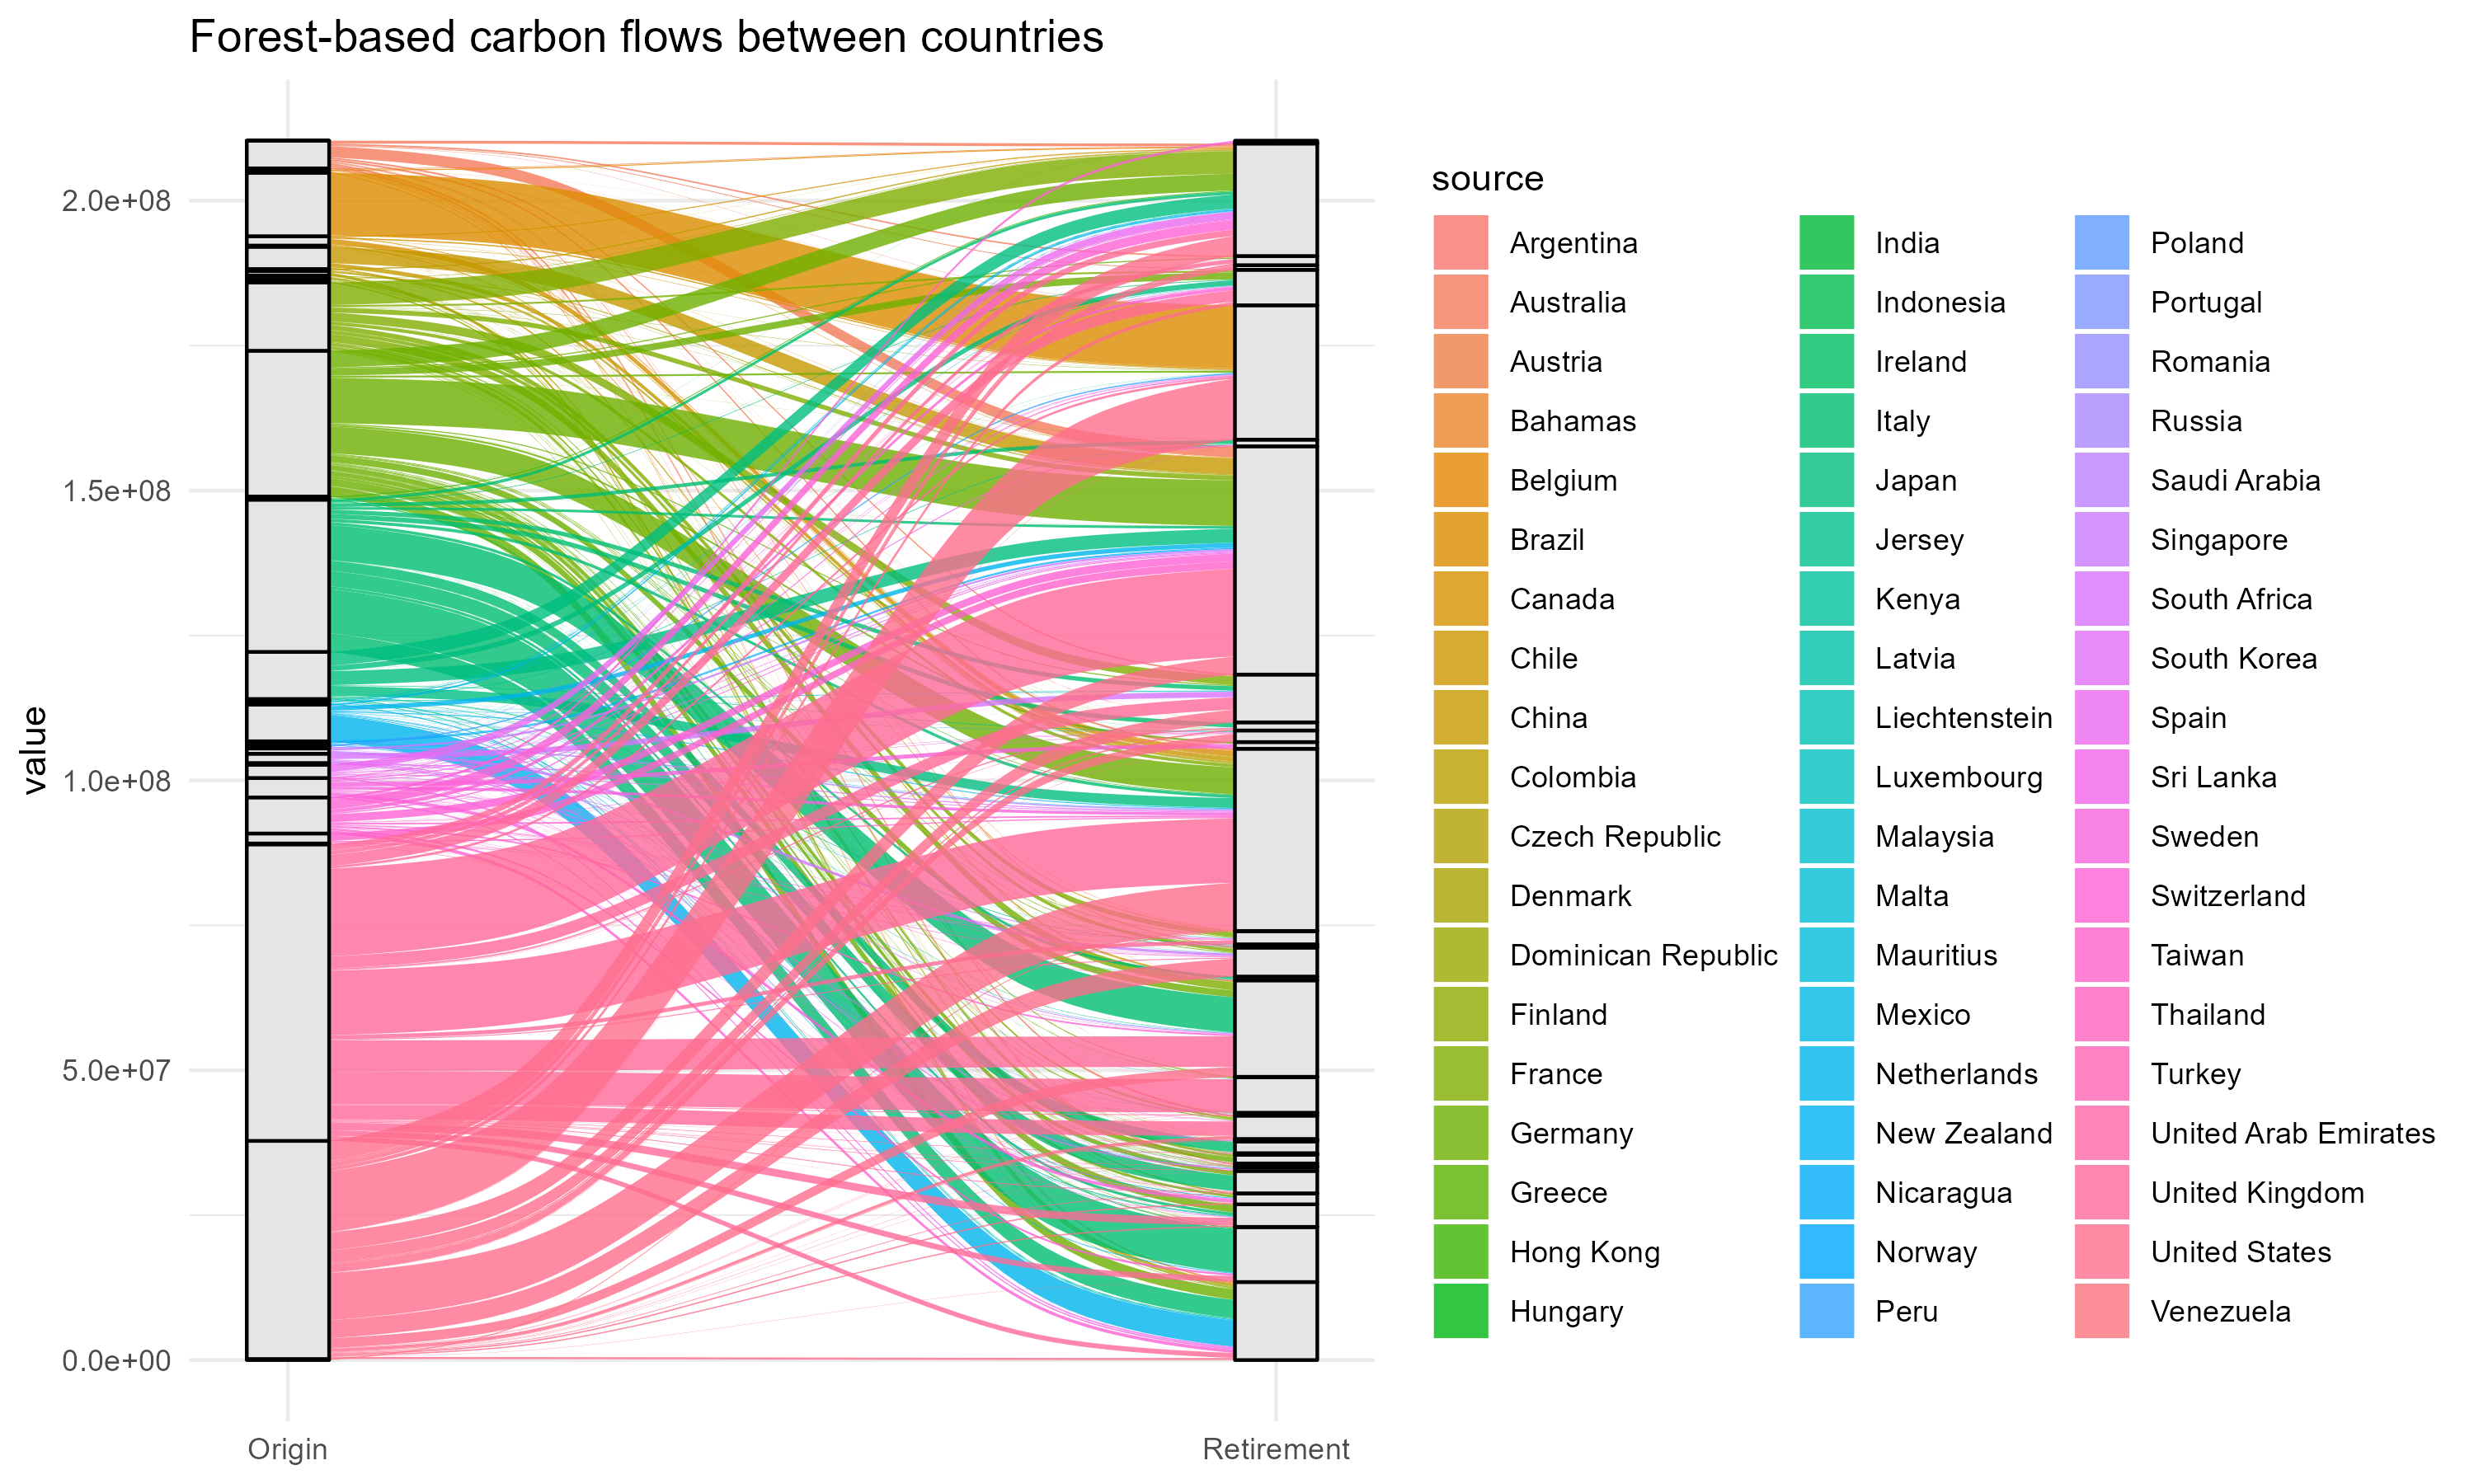 Forest-based carbon flows between countries
value
2.0e+08
1.5e+08
1.0e+08
5.0e+07
0.0e+00
Origin
Retirement
source
Argentina
Australia
Austria
Bahamas
Belgium
Brazil
Canada
Chile
China
Colombia
Czech Republic
Denmark
Dominican Republic
Finland
France
Germany
Greece
Hong Kong
Hungary
India
Indonesia
Ireland
Italy
Japan
Jersey
Kenya
Latvia
Liechtenstein
Luxembourg
Malaysia
Malta
Mauritius
Mexico
Netherlands
New Zealand
Nicaragua
Norway
Peru
Poland
Portugal
Romania
Russia
Saudi Arabia
Singapore
South Africa
South Korea
Spain
Sri Lanka
Sweden
Switzerland
Taiwan
Thailand
Turkey
United Arab Emirates
United Kingdom
United States
Venezuela